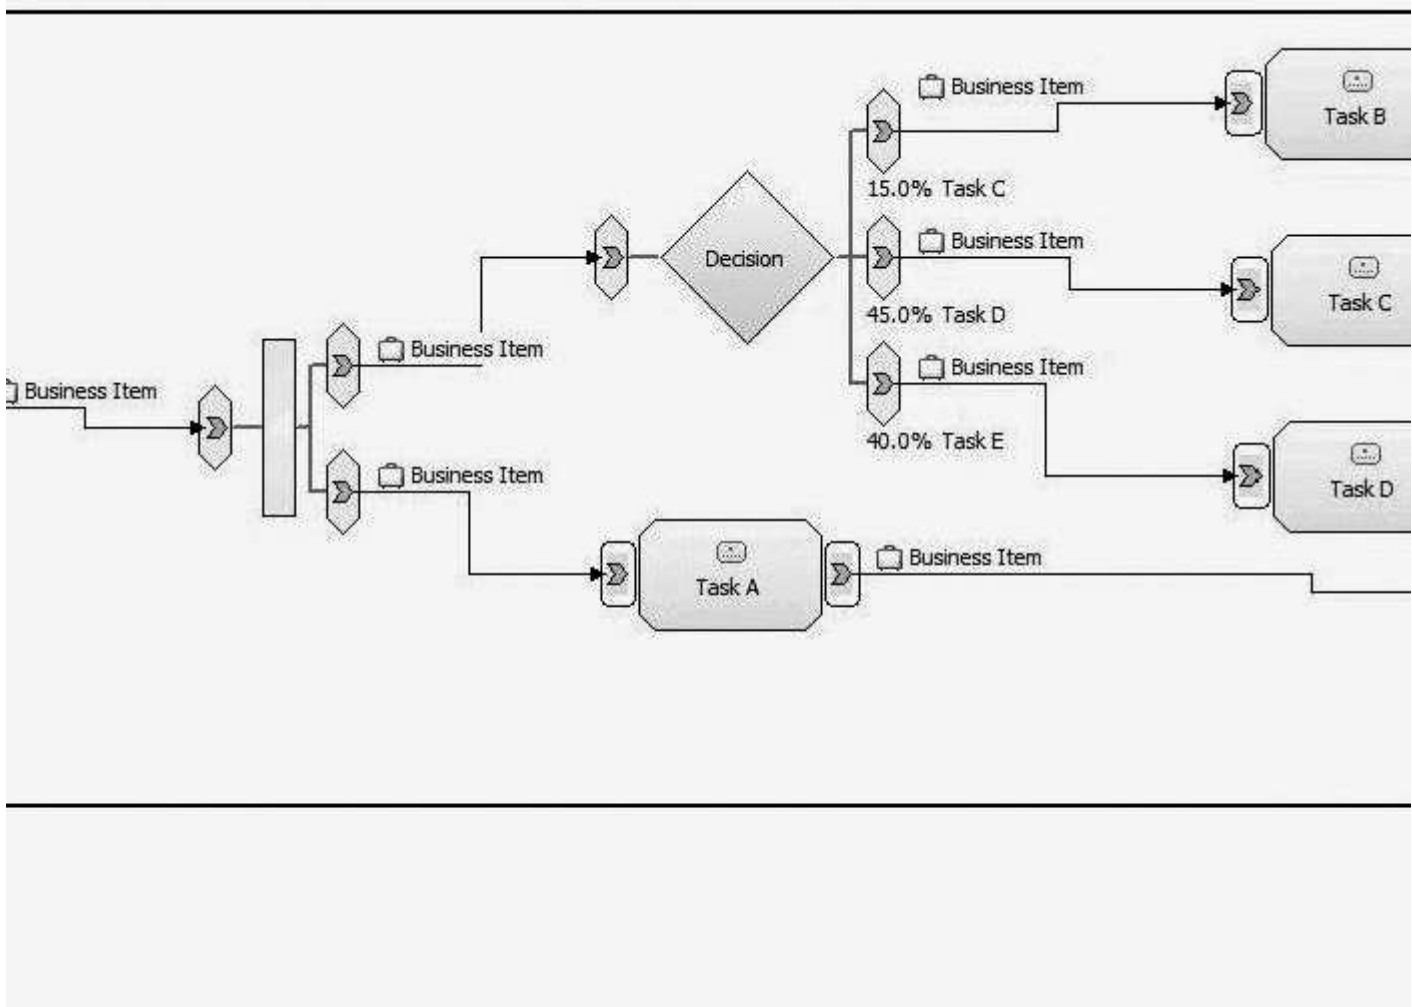 Business Item
Task B
15.0% Task C
Business Item
Decision
Task C
45.0% Task D
Business Item
Business Item
Business Item
40.0% Task E
Business Item
Task D
Business Item
Task A